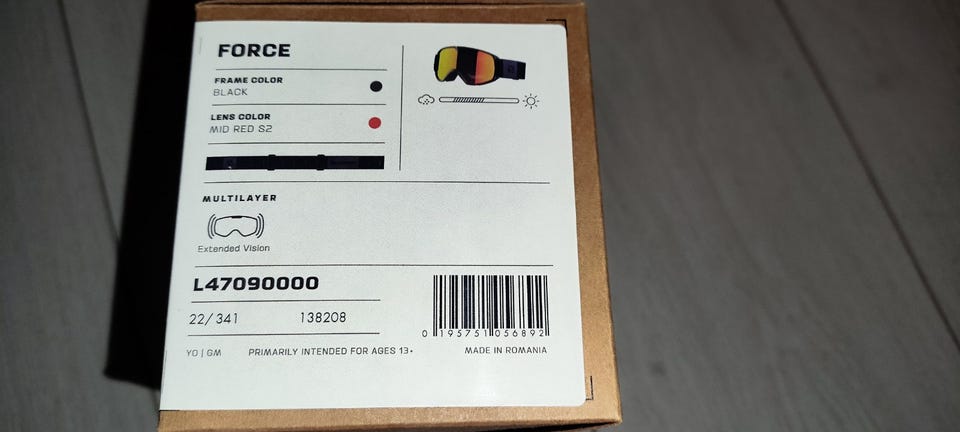 FORCE
FRAME COLOR
BLACK
LENS COLOR
MID RED S2
MULTILAYER
Extended Vision
L47090000
22/341 138208
0 195751 056892
YO | GM PRIMARILY INTENDED FOR AGES 13+ MADE IN ROMANIA